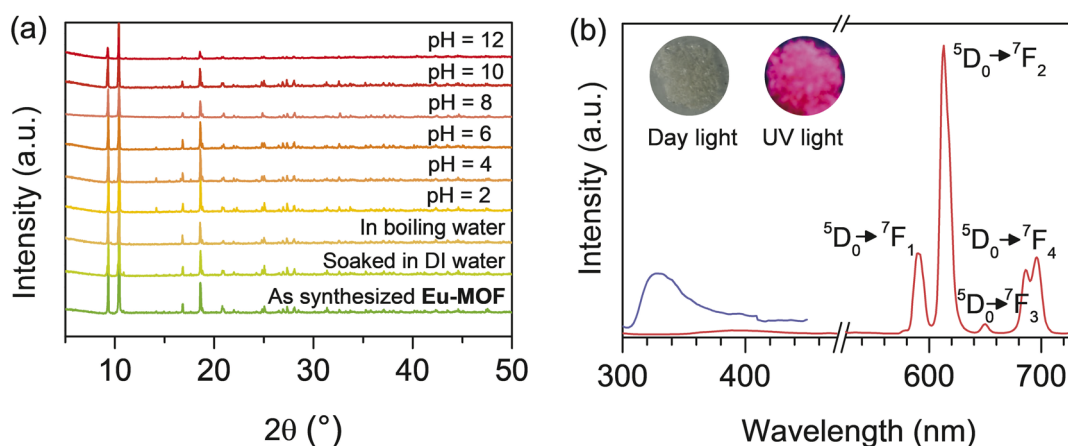 (a)
pH = 12
pH = 10
pH = 8
pH = 6
pH = 4
pH = 2
In boiling water
Soaked in DI water
As synthesized Eu-MOF
Intensity (a.u.)
10 20 30 40 50
2θ (°)
(b)
⁵D₀→⁷F₂
Day light UV light
⁵D₀→⁷F₁ ⁵D₀→⁷F₄
⁵D₀→⁷F₃
Intensity (a.u.)
300 400 600 700
Wavelength (nm)